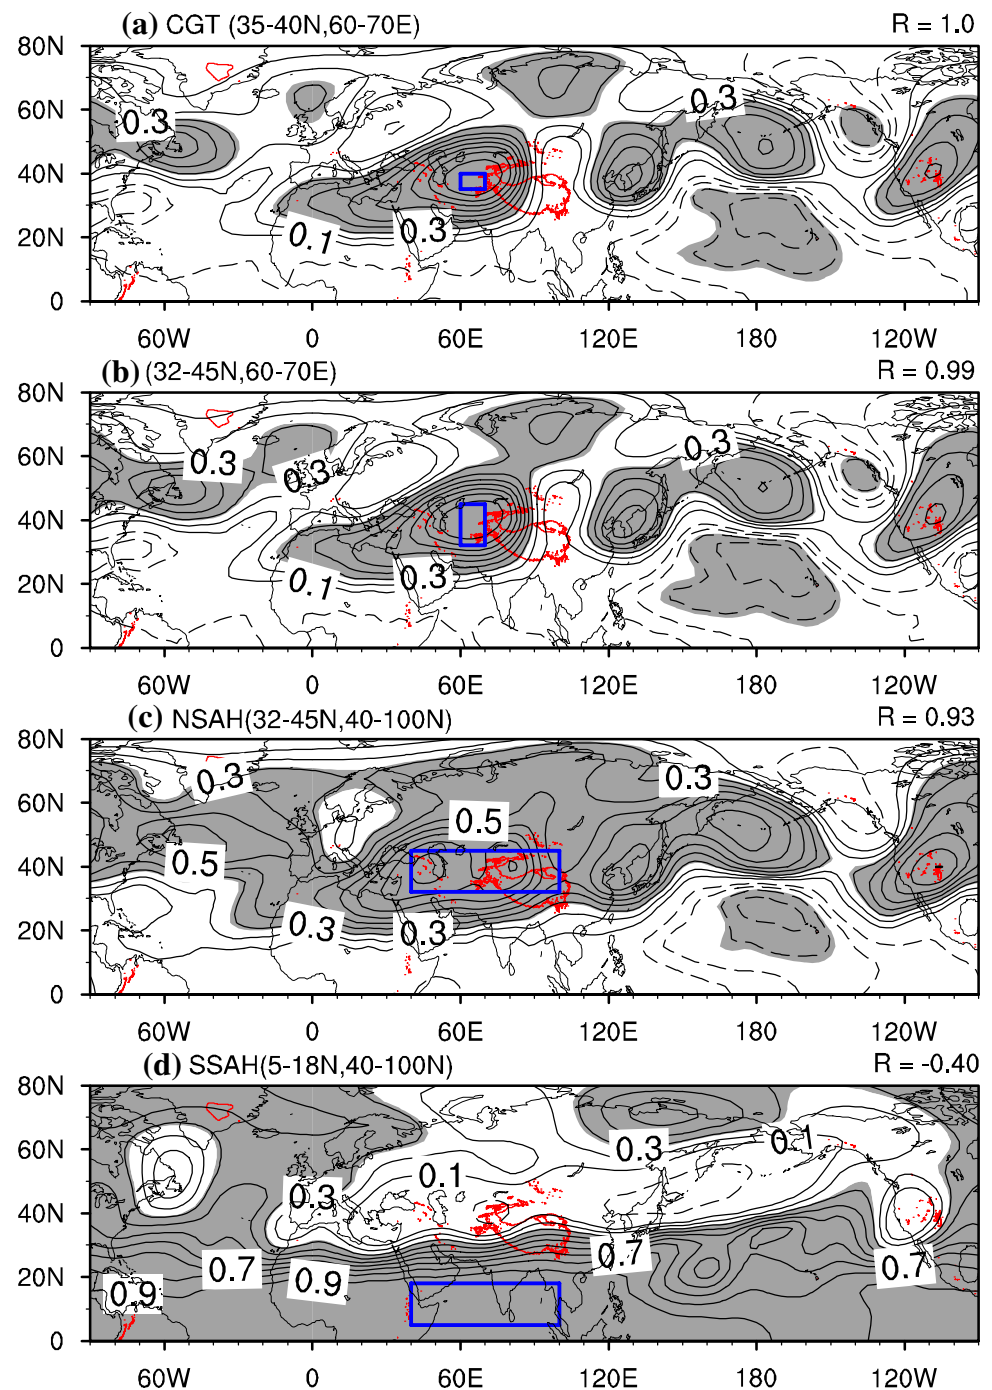 (a) CGT (35-40N,60-70E) R = 1.0
80N
60N
40N
20N
0
0.3
0.3
0.1
0.3
60W 0 60E 120E 180 120W
(b) (32-45N,60-70E) R = 0.99
80N
60N
40N
20N
0
0.3
0.3
0.3
0.1
0.3
60W 0 60E 120E 180 120W
(c) NSAH(32-45N,40-100N) R = 0.93
80N
60N
40N
20N
0
0.3
0.3
0.5
0.5
0.3
0.3
60W 0 60E 120E 180 120W
(d) SSAH(5-18N,40-100N) R = -0.40
80N
60N
40N
20N
0
0.1
0.3
0.1
0.3
0.7
0.7
0.7
0.9
0.9
60W 0 60E 120E 180 120W